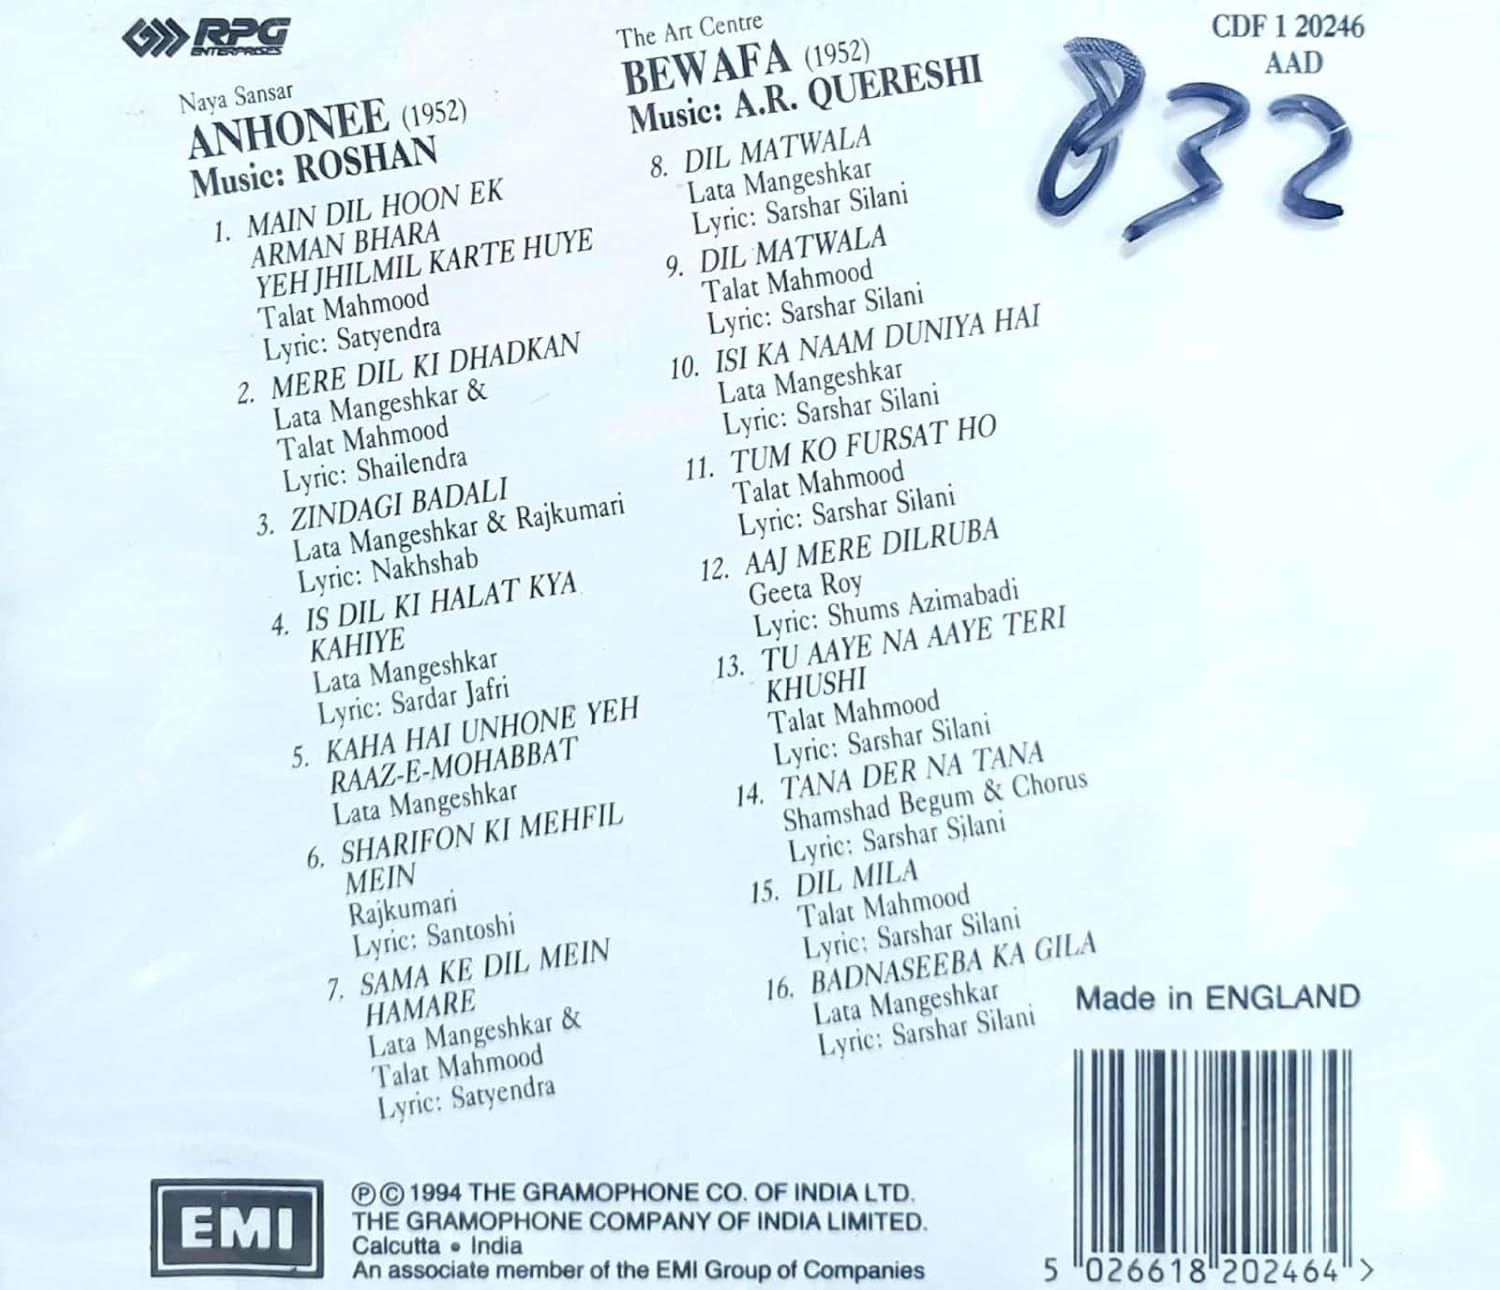 RPG
ENTERPRISES
Naya Sansar
ANHONEE (1952)
Music: ROSHAN
1. MAIN DIL HOON EK
ARMAN BHARA
YEH JHILMIL KARTE HUYE
Talat Mahmood
Lyric: Satyendra
2. MERE DIL KI DHADKAN
Lata Mangeshkar &
Talat Mahmood
Lyric: Shailendra
3. ZINDAGI BADALI
Lata Mangeshkar & Rajkumari
Lyric: Nakhshab
4. IS DIL KI HALAT KYA
KAHIYE
Lata Mangeshkar
Lyric: Sardar Jafri
5. KAHA HAI UNHONE YEH
RAAZ-E-MOHABBAT
Lata Mangeshkar
6. SHARIFON KI MEHFIL
MEIN
Rajkumari
Lyric: Santoshi
7. SAMA KE DIL MEIN
HAMARE
Lata Mangeshkar &
Talat Mahmood
Lyric: Satyendra
The Art Centre
BEWAFA (1952)
Music: A.R. QUERESHI
8. DIL MATWALA
Lata Mangeshkar
Lyric: Sarshar Silani
9. DIL MATWALA
Talat Mahmood
Lyric: Sarshar Silani
10. ISI KA NAAM DUNIYA HAI
Lata Mangeshkar
Lyric: Sarshar Silani
11. TUM KO FURSAT HO
Talat Mahmood
Lyric: Sarshar Silani
12. AAJ MERE DILRUBA
Geeta Roy
Lyric: Shums Azimabadi
13. TU AAYE NA AAYE TERI
KHUSHI
Talat Mahmood
Lyric: Sarshar Silani
14. TANA DER NA TANA
Shamshad Begum & Chorus
Lyric: Sarshar Silani
15. DIL MILA
Talat Mahmood
Lyric: Sarshar Silani
16. BADNASEEBA KA GILA
Lata Mangeshkar
Lyric: Sarshar Silani
CDF 1 20246
AAD
832
Made in ENGLAND
5 026618 202464 >
EMI
℗ © 1994 THE GRAMOPHONE CO. OF INDIA LTD.
THE GRAMOPHONE COMPANY OF INDIA LIMITED.
Calcutta • India
An associate member of the EMI Group of Companies